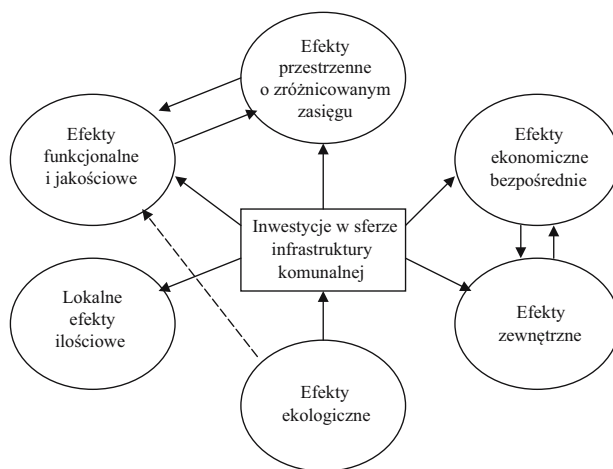 Efekty
przestrzenne
o zróżnicowanym
zasięgu
Efekty
funkcjonalne
i jakościowe
Efekty
ekonomiczne
bezpośrednie
Inwestycje w sferze
infrastruktury
komunalnej
Lokalne
efekty
ilościowe
Efekty
zewnętrzne
Efekty
ekologiczne